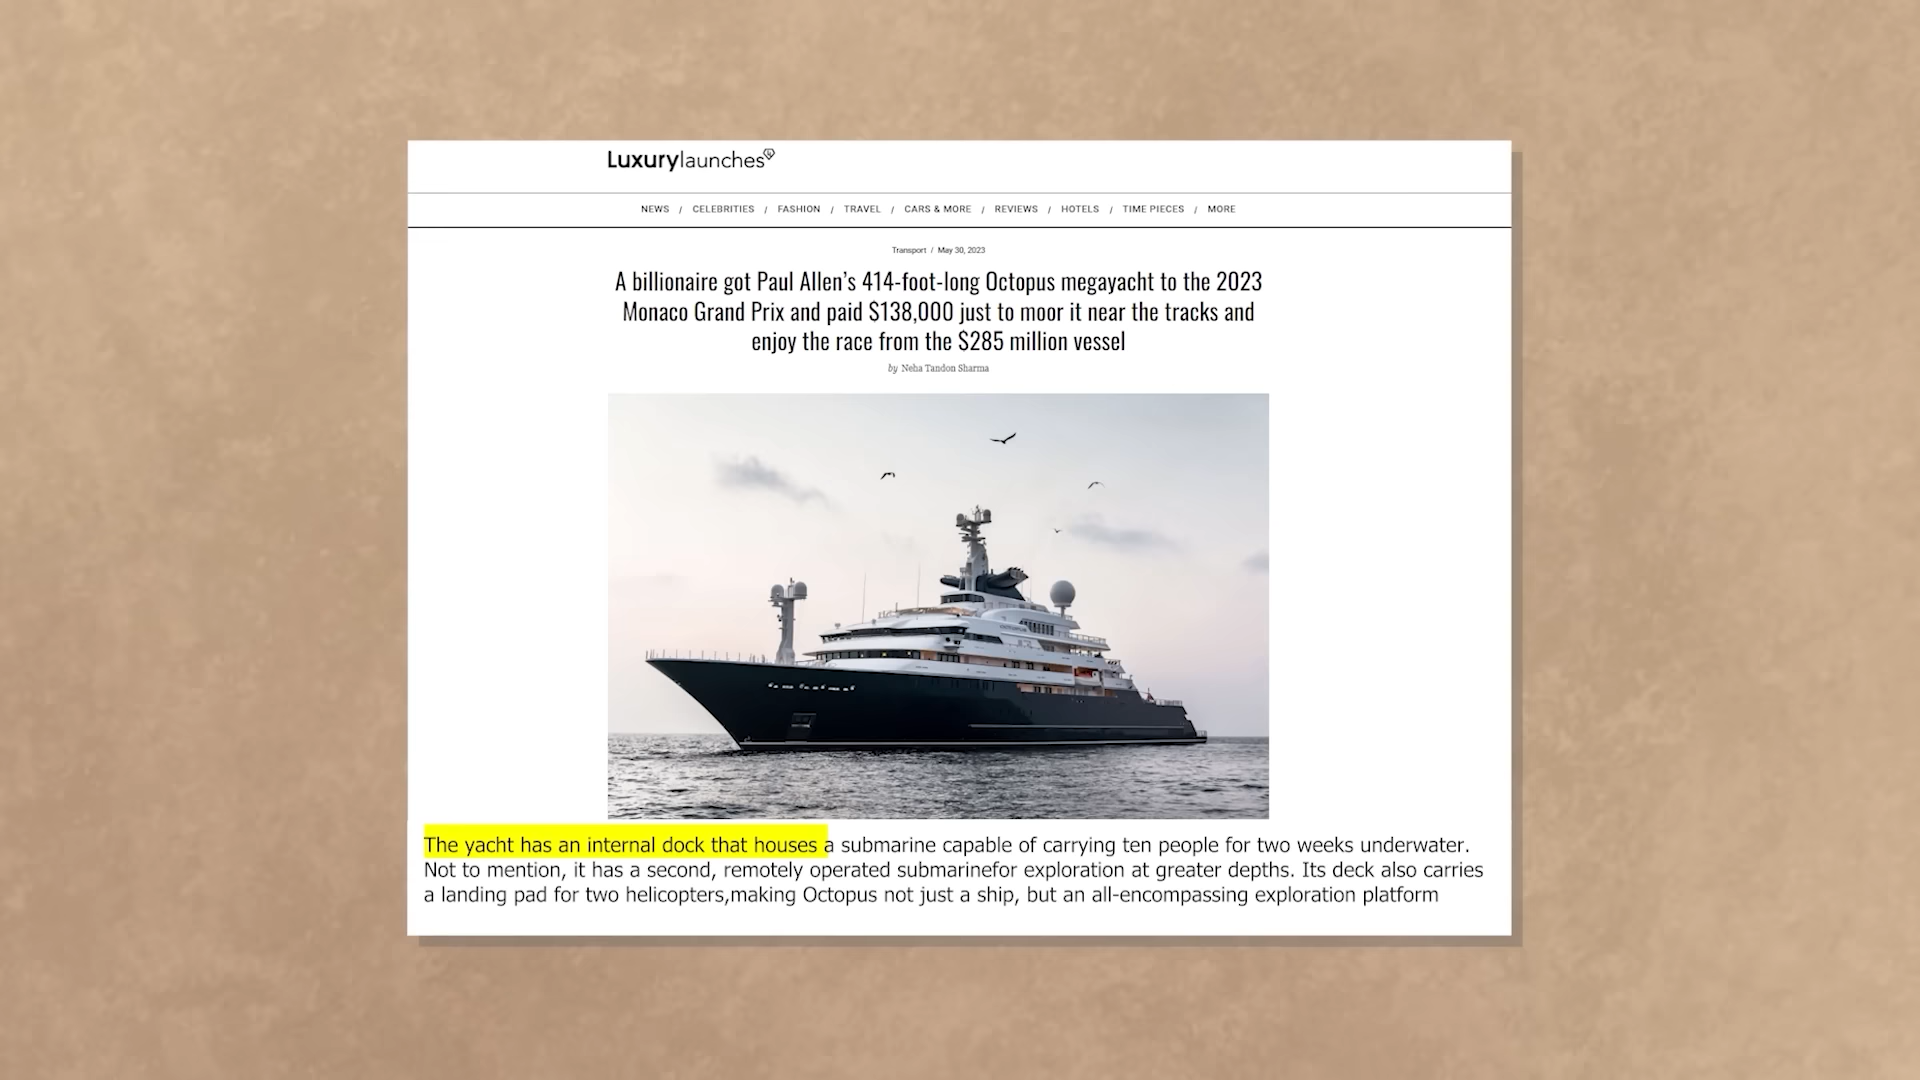 Luxurylaunches
NEWS / CELEBRITIES / FASHION / TRAVEL / CARS & MORE / REVIEWS / HOTELS / TIME PIECES / MORE
Transport / May 30, 2023
A billionaire got Paul Allen’s 414-foot-long Octopus megayacht to the 2023
Monaco Grand Prix and paid $138,000 just to moor it near the tracks and
enjoy the race from the $285 million vessel
by Neha Tandon Sharma
The yacht has an internal dock that houses a submarine capable of carrying ten people for two weeks underwater.
Not to mention, it has a second, remotely operated submarinefor exploration at greater depths. Its deck also carries
a landing pad for two helicopters,making Octopus not just a ship, but an all-encompassing exploration platform